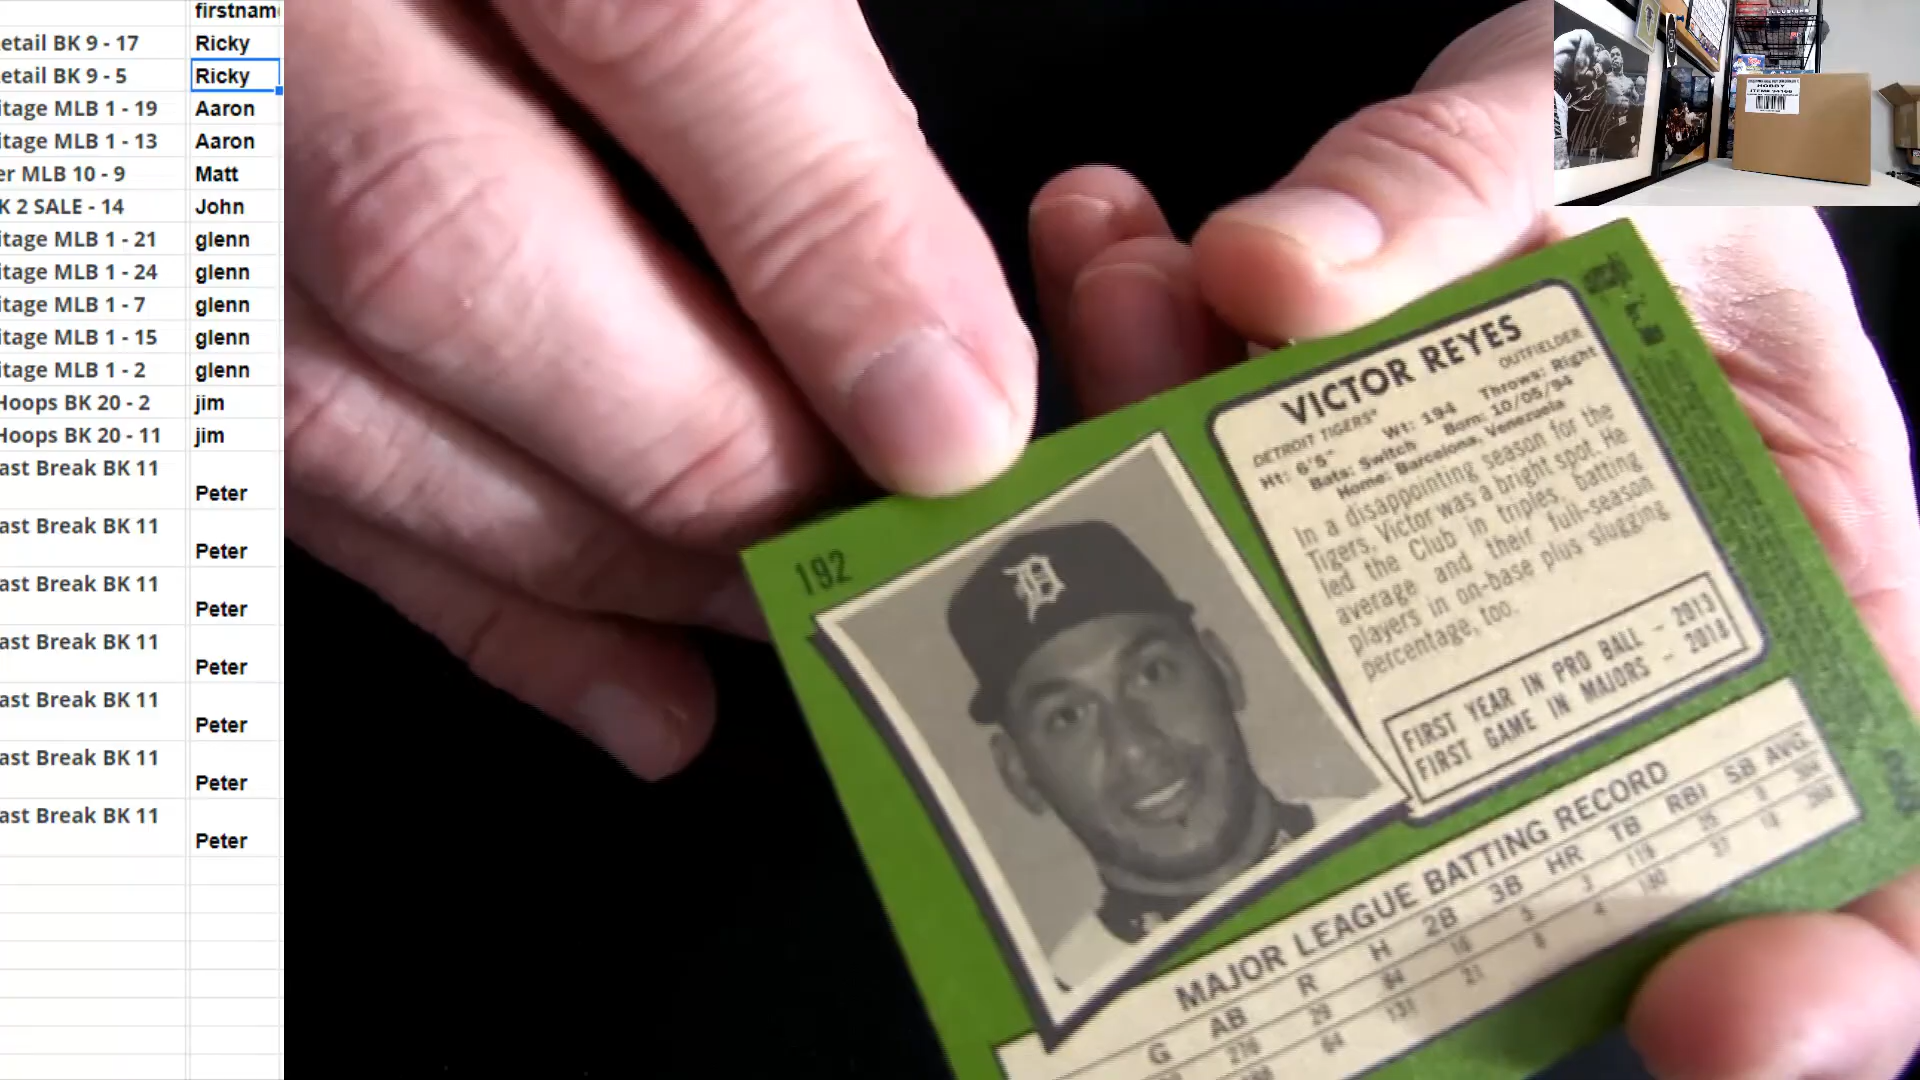 firstname
etail BK 9 - 17 Ricky
etail BK 9 - 5 Ricky
itage MLB 1 - 19 Aaron
itage MLB 1 - 13 Aaron
er MLB 10 - 9 Matt
K 2 SALE - 14 John
itage MLB 1 - 21 glenn
itage MLB 1 - 24 glenn
itage MLB 1 - 7 glenn
itage MLB 1 - 15 glenn
itage MLB 1 - 2 glenn
Hoops BK 20 - 2 jim
Hoops BK 20 - 11 jim
ast Break BK 11
Peter
ast Break BK 11
Peter
ast Break BK 11
Peter
ast Break BK 11
Peter
ast Break BK 11
Peter
ast Break BK 11
Peter
ast Break BK 11
Peter
HOBBY
192
VICTOR REYES
DETROIT TIGERS® OUTFIELDER
Ht: 6'5" Wt: 194 Throws: Right
Bats: Switch Born: 10/05/94
Home: Barcelona, Venezuela
In a disappointing season for the
Tigers, Victor was a bright spot. He
led the Club in triples, batting
average and their full-season
players in on-base plus slugging
percentage, too.
FIRST YEAR IN PRO BALL - 2013
FIRST GAME IN MAJORS - 2018
MAJOR LEAGUE BATTING RECORD
G AB R H 2B 3B HR TB RBI SB AVG.